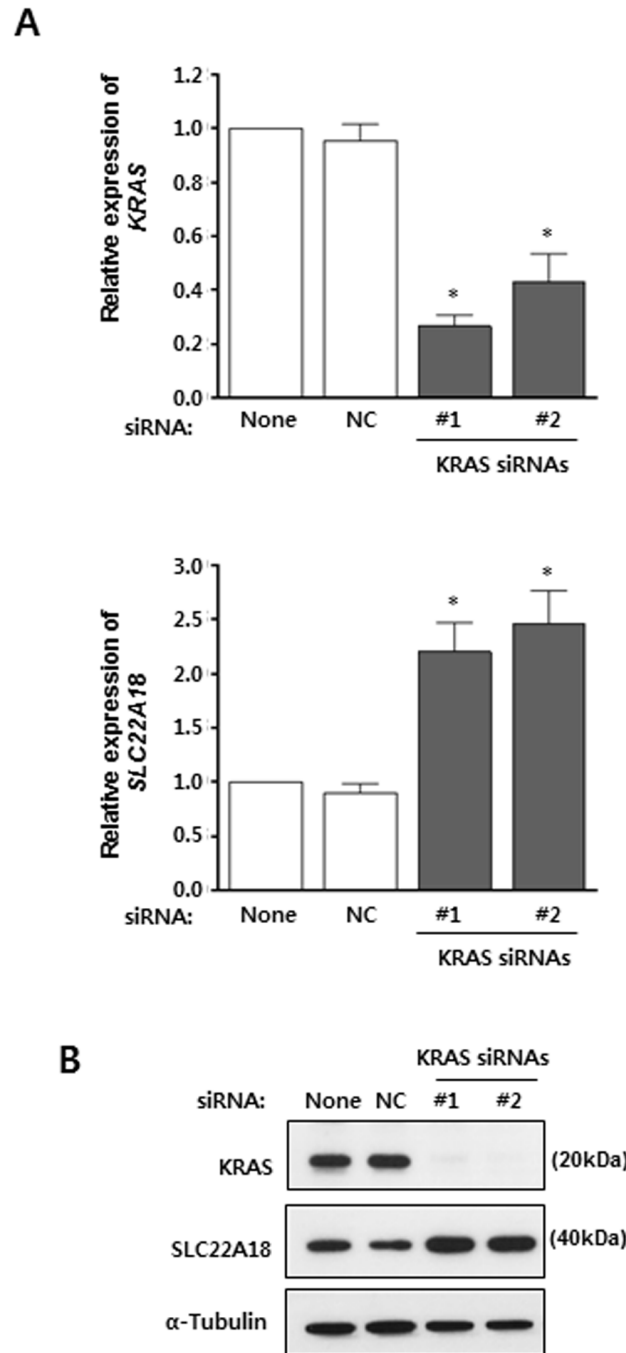 A
Relative expression of
KRAS
1.2
1.0
0.8
0.6
0.4
0.2
0.0
*
*
siRNA: None NC #1 #2
KRAS siRNAs
Relative expression of
SLC22A18
3.0
2.5
2.0
1.5
1.0
0.5
0.0
*
*
siRNA: None NC #1 #2
KRAS siRNAs
B
KRAS siRNAs
siRNA: None NC #1 #2
KRAS (20kDa)
SLC22A18 (40kDa)
α-Tubulin